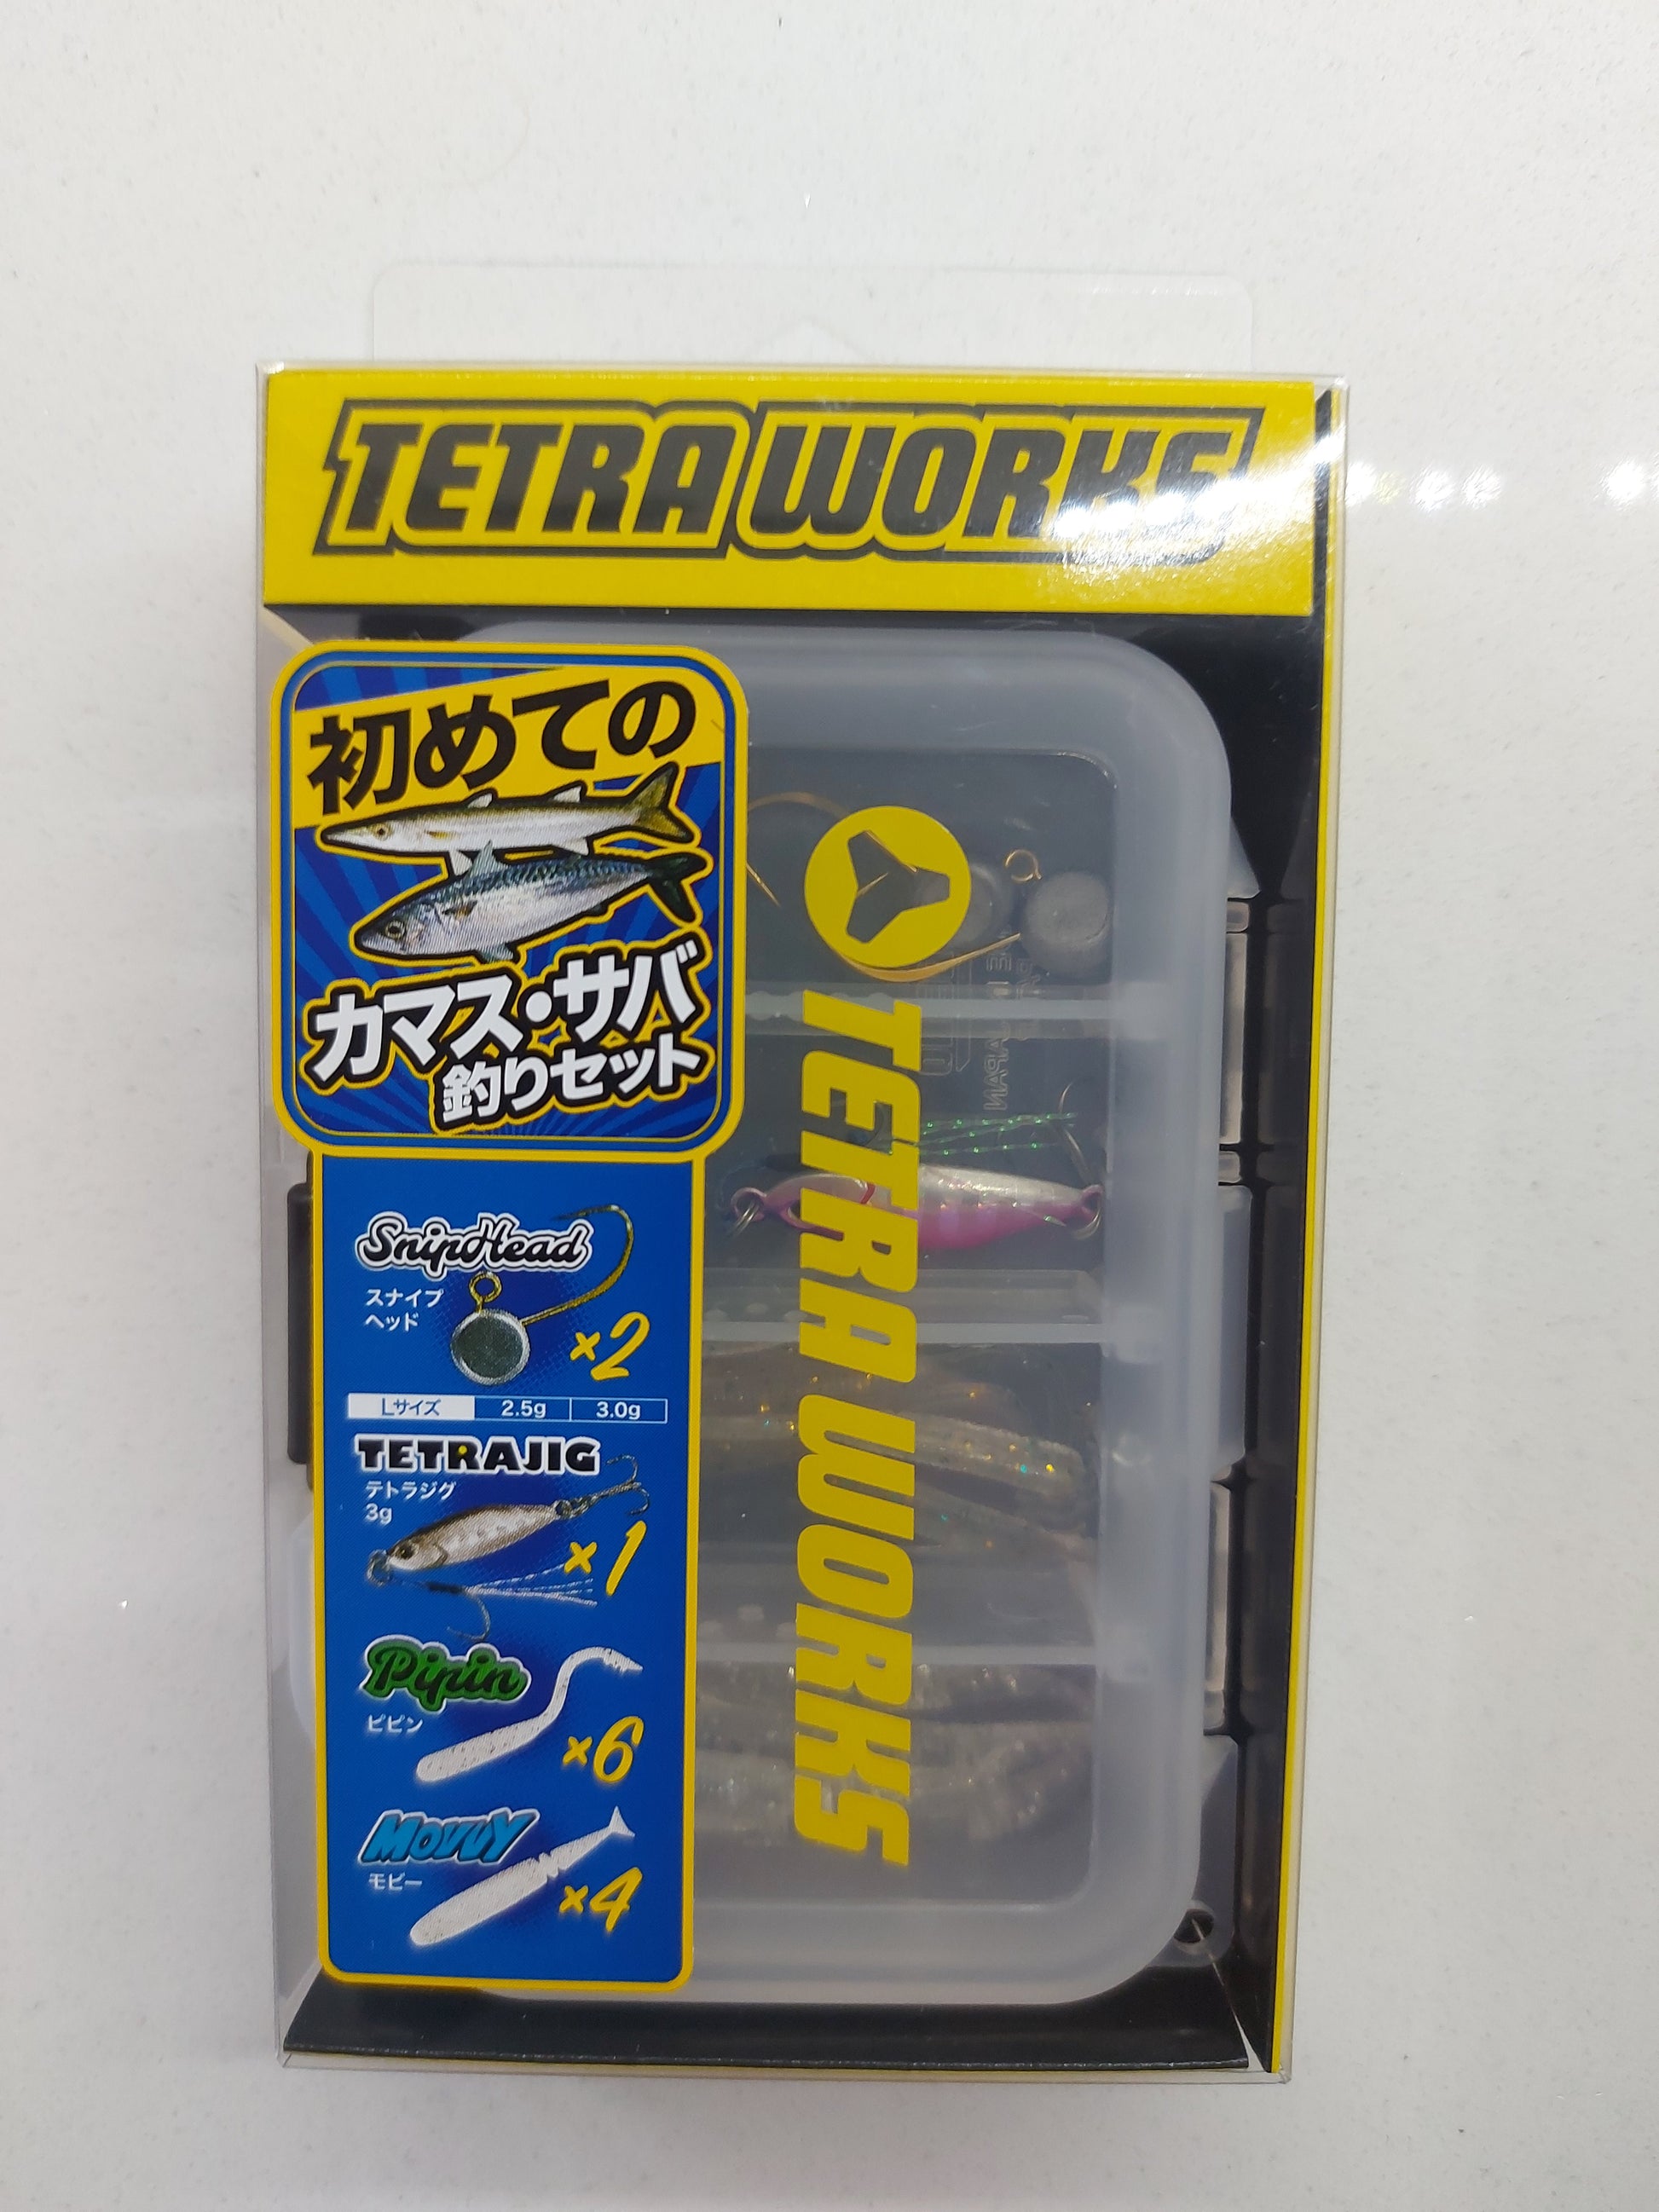 TETRA WORKS
初めての
カマス・サバ
釣りセット
SnipHead
スナイプ
ヘッド
×2
Lサイズ 2.5g 3.0g
TETRAJIG
テトラジグ
3g
×1
Pipin
ピピン
×6
Movvy
モビー
×4
TETRA WORKS
JAPAN